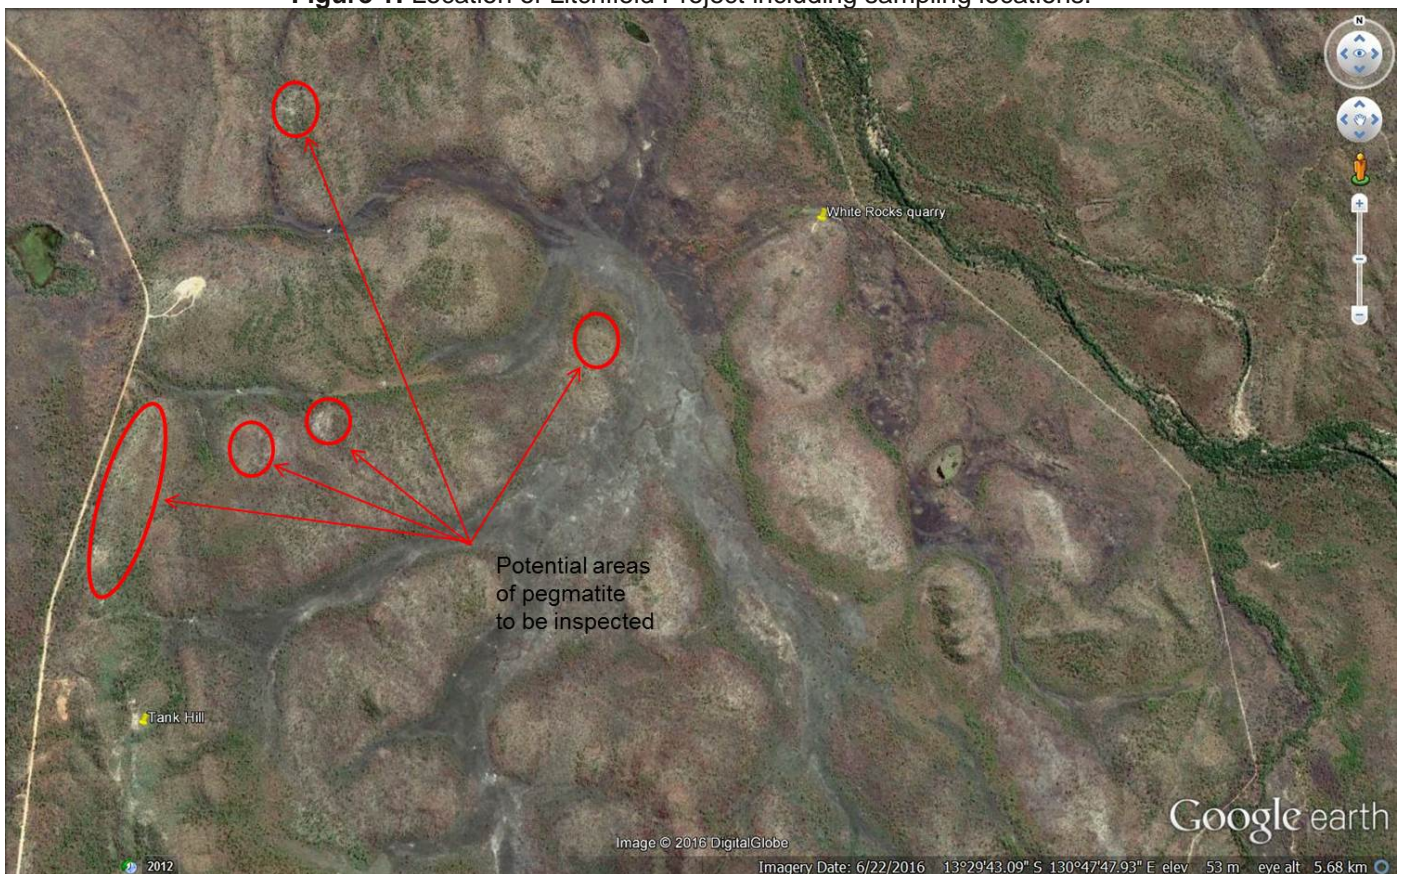 Figure 1: Location of Litchfield Project including sampling locations.
N
White Rocks quarry
Potential areas
of pegmatite
to be inspected
Tank Hill
Google earth
Image © 2016 DigitalGlobe
2012
Imagery Date: 6/22/2016 13°29'43.09" S 130°47'47.93" E elev 53 m eye alt 5.68 km